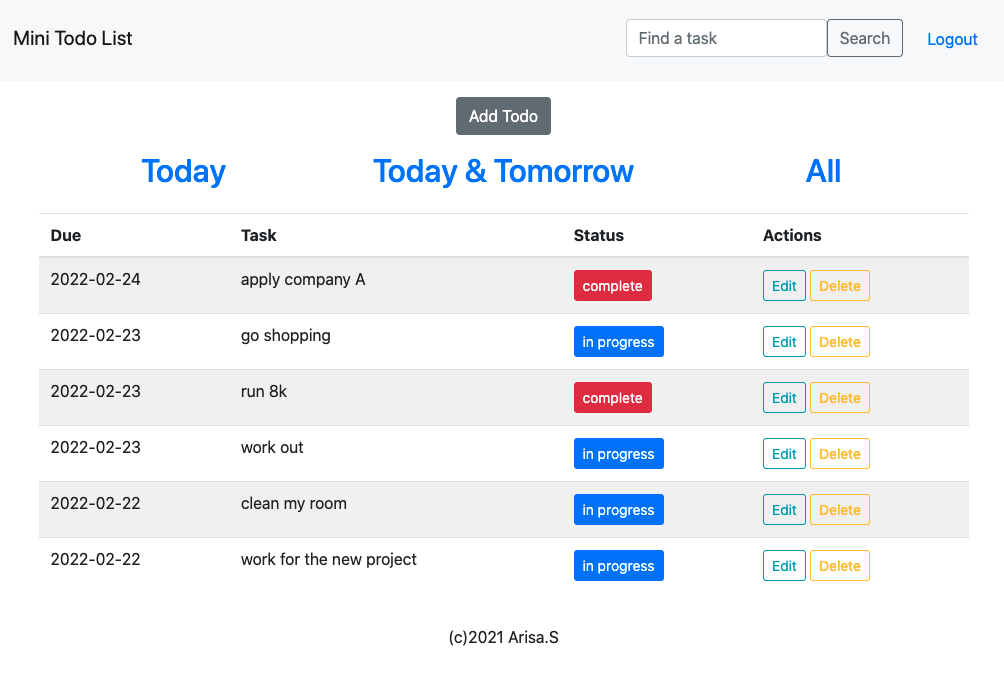 Mini Todo List Find a task Search Logout
Add Todo
Today Today & Tomorrow All
Due Task Status Actions
2022-02-24 apply company A complete Edit Delete
2022-02-23 go shopping in progress Edit Delete
2022-02-23 run 8k complete Edit Delete
2022-02-23 work out in progress Edit Delete
2022-02-22 clean my room in progress Edit Delete
2022-02-22 work for the new project in progress Edit Delete
(c)2021 Arisa.S